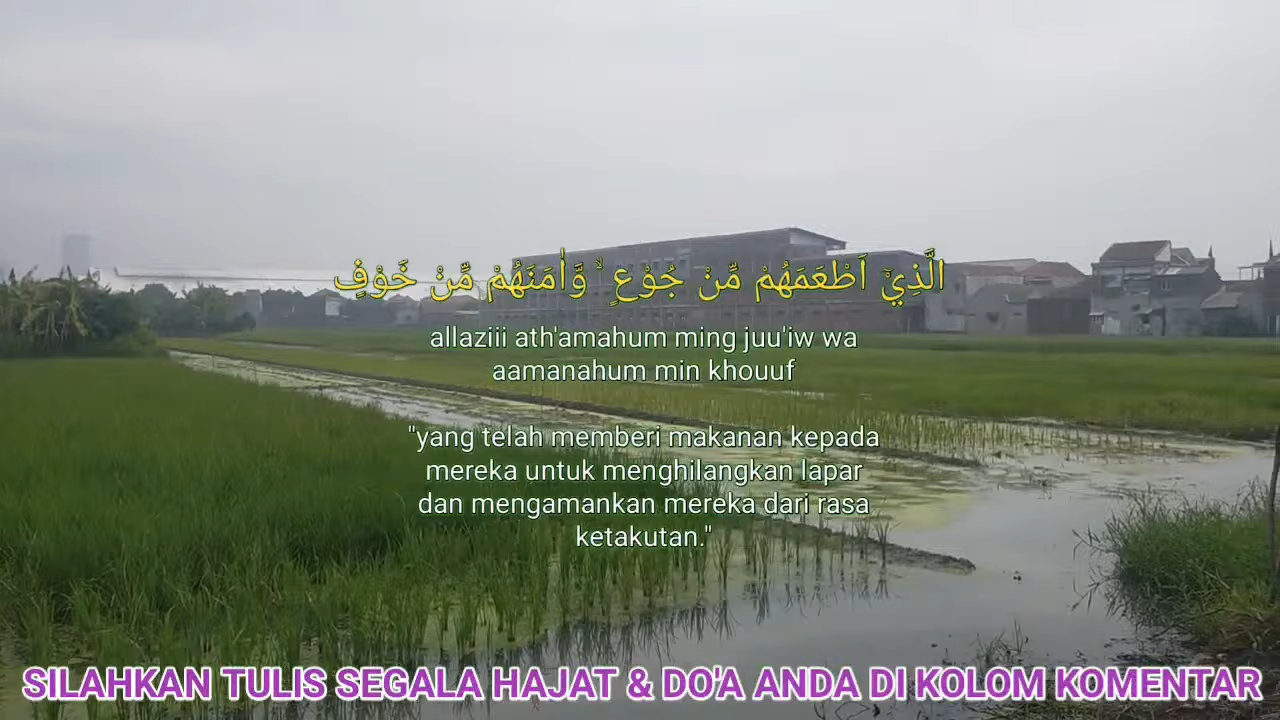 الَّذِيْٓ اَطْعَمَهُمْ مِّنْ جُوْعٍ ۙ وَّاٰمَنَهُمْ مِّنْ خَوْفٍ
allaziii ath'amahum ming juu'iw wa
aamanahum min khouuf
"yang telah memberi makanan kepada
mereka untuk menghilangkan lapar
dan mengamankan mereka dari rasa
ketakutan."
SILAHKAN TULIS SEGALA HAJAT & DO'A ANDA DI KOLOM KOMENTAR